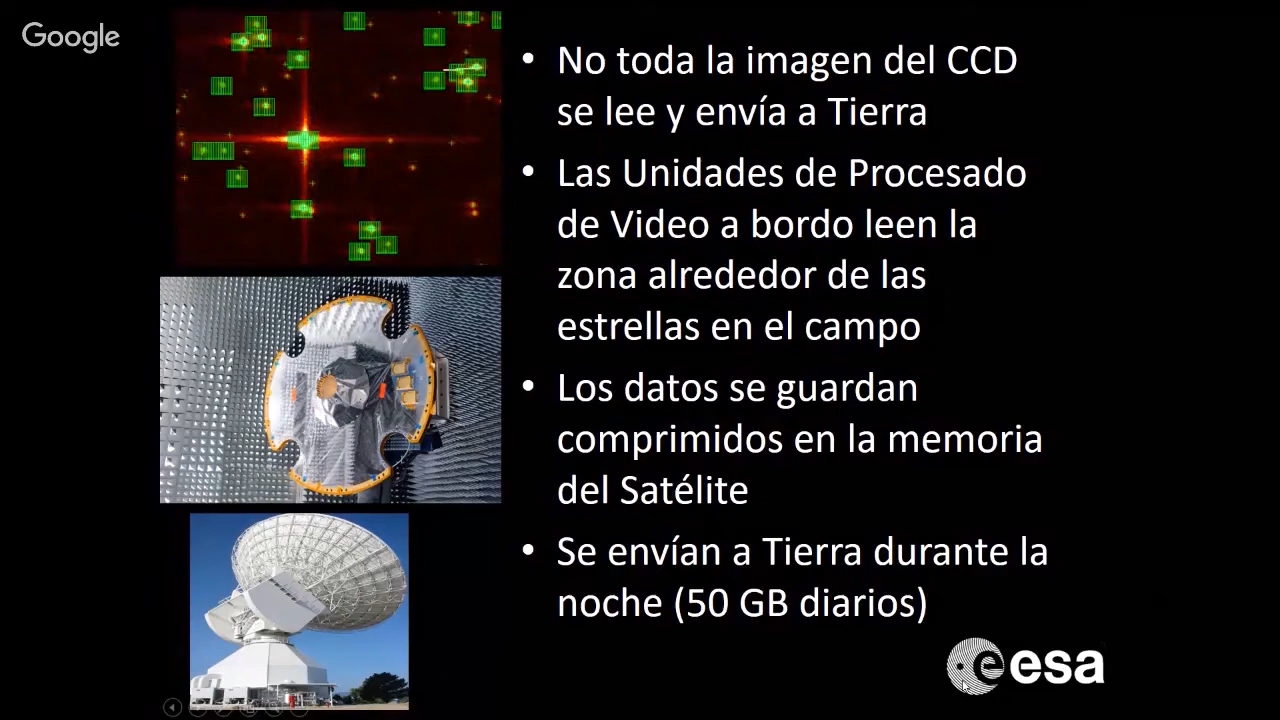 Google
• No toda la imagen del CCD
se lee y envía a Tierra
• Las Unidades de Procesado
de Video a bordo leen la
zona alrededor de las
estrellas en el campo
• Los datos se guardan
comprimidos en la memoria
del Satélite
• Se envían a Tierra durante la
noche (50 GB diarios)
esa